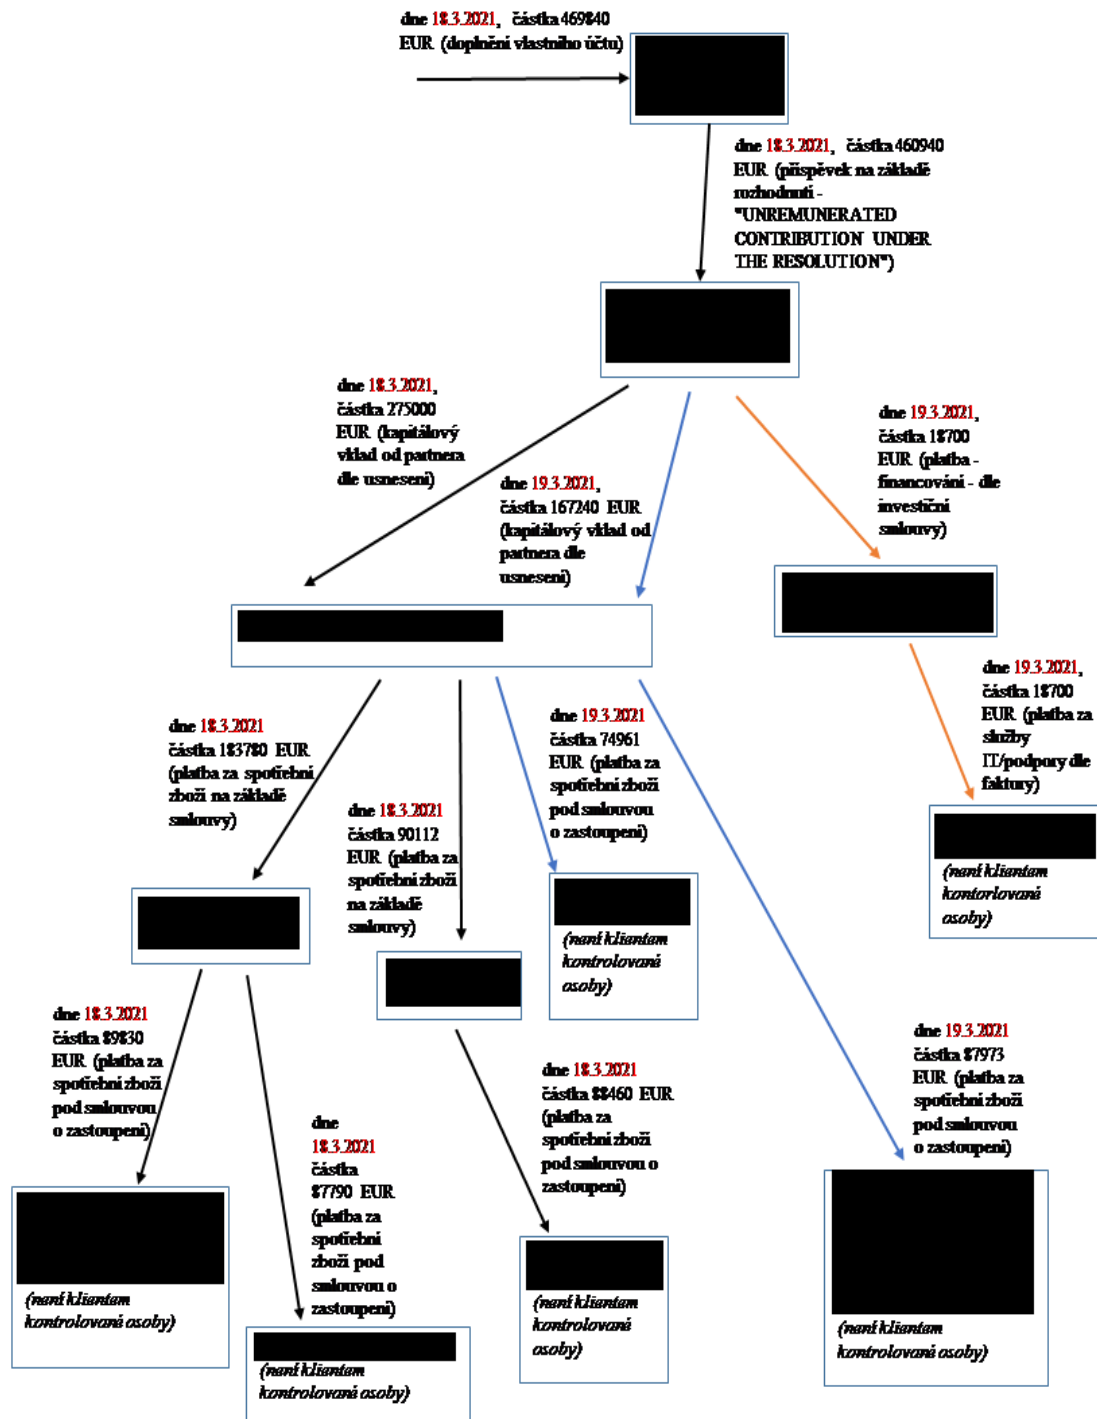 dne 18.3.2021, částka 469840
EUR (doplnění vlastního účtu)
dne 18.3.2021, částka 460940
EUR (příspěvek na základě
rozhodnutí -
"UNREMUNERATED
CONTRIBUTION UNDER
THE RESOLUTION")
dne 18.3.2021,
částka 275000
EUR (kapitálový
vklad od partnera
dle usnesení)
dne 19.3.2021,
částka 167240 EUR
(kapitálový vklad od
partnera dle
usnesení)
dne 19.3.2021,
částka 18700
EUR (platba -
financování - dle
investiční
smlouvy)
dne 19.3.2021,
částka 18700
EUR (platba za
služby
IT/podpory dle
faktury)
dne 18.3.2021
částka 183780 EUR
(platba za spotřební
zboží na základě
smlouvy)
dne 18.3.2021
částka 90112
EUR (platba za
spotřební zboží
na základě
smlouvy)
dne 19.3.2021
částka 74961
EUR (platba za
spotřební zboží
pod smlouvou
o zastoupení)
(není klientem
kontorlované
osoby)
(není klientem
kontrolované
osoby)
dne 18.3.2021
částka 89830
EUR (platba za
spotřební zboží
pod smlouvou
o zastoupení)
dne
18.3.2021
částka
87790 EUR
(platba za
spotřební
zboží pod
smlouvou o
zastoupení)
dne 18.3.2021
částka 88460 EUR
(platba za
spotřební zboží
pod smlouvou o
zastoupení)
dne 19.3.2021
částka 87973
EUR (platba za
spotřební zboží
pod smlouvou
o zastoupení)
(není klientem
kontrolované osoby)
(není klientem
kontrolované osoby)
(není klientem
kontrolované
osoby)
(není klientem
kontrolované osoby)